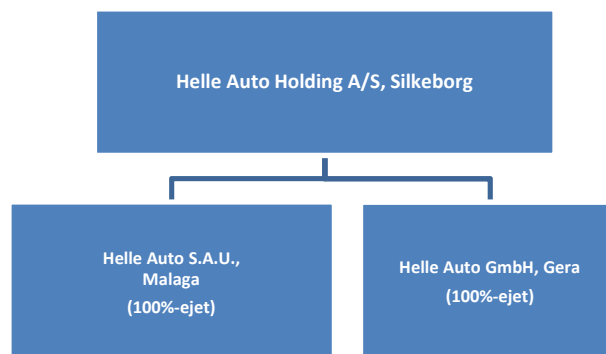 Helle Auto Holding A/S, Silkeborg
Helle Auto S.A.U.,
Malaga
(100%-ejet)
Helle Auto GmbH, Gera
(100%-ejet)